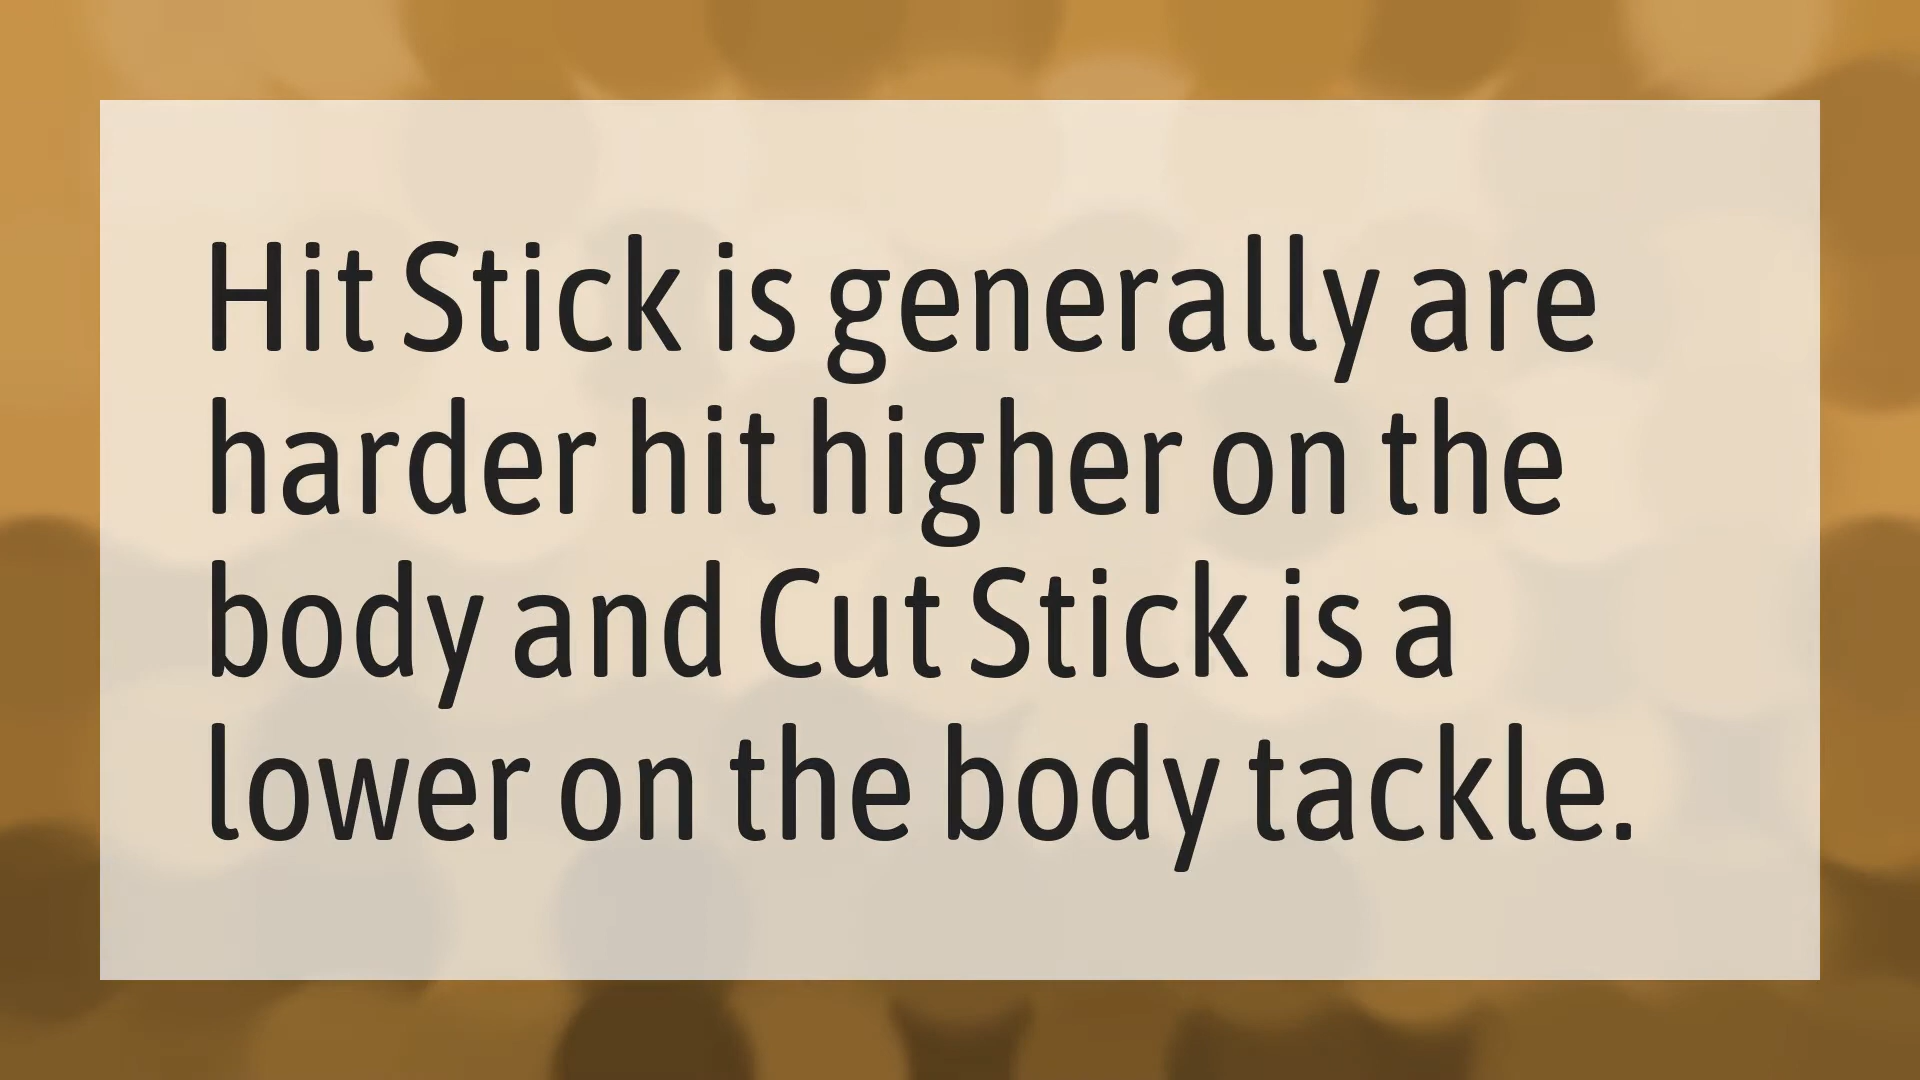 Hit Stick is generally are
harder hit higher on the
body and Cut Stick is a
lower on the body tackle.